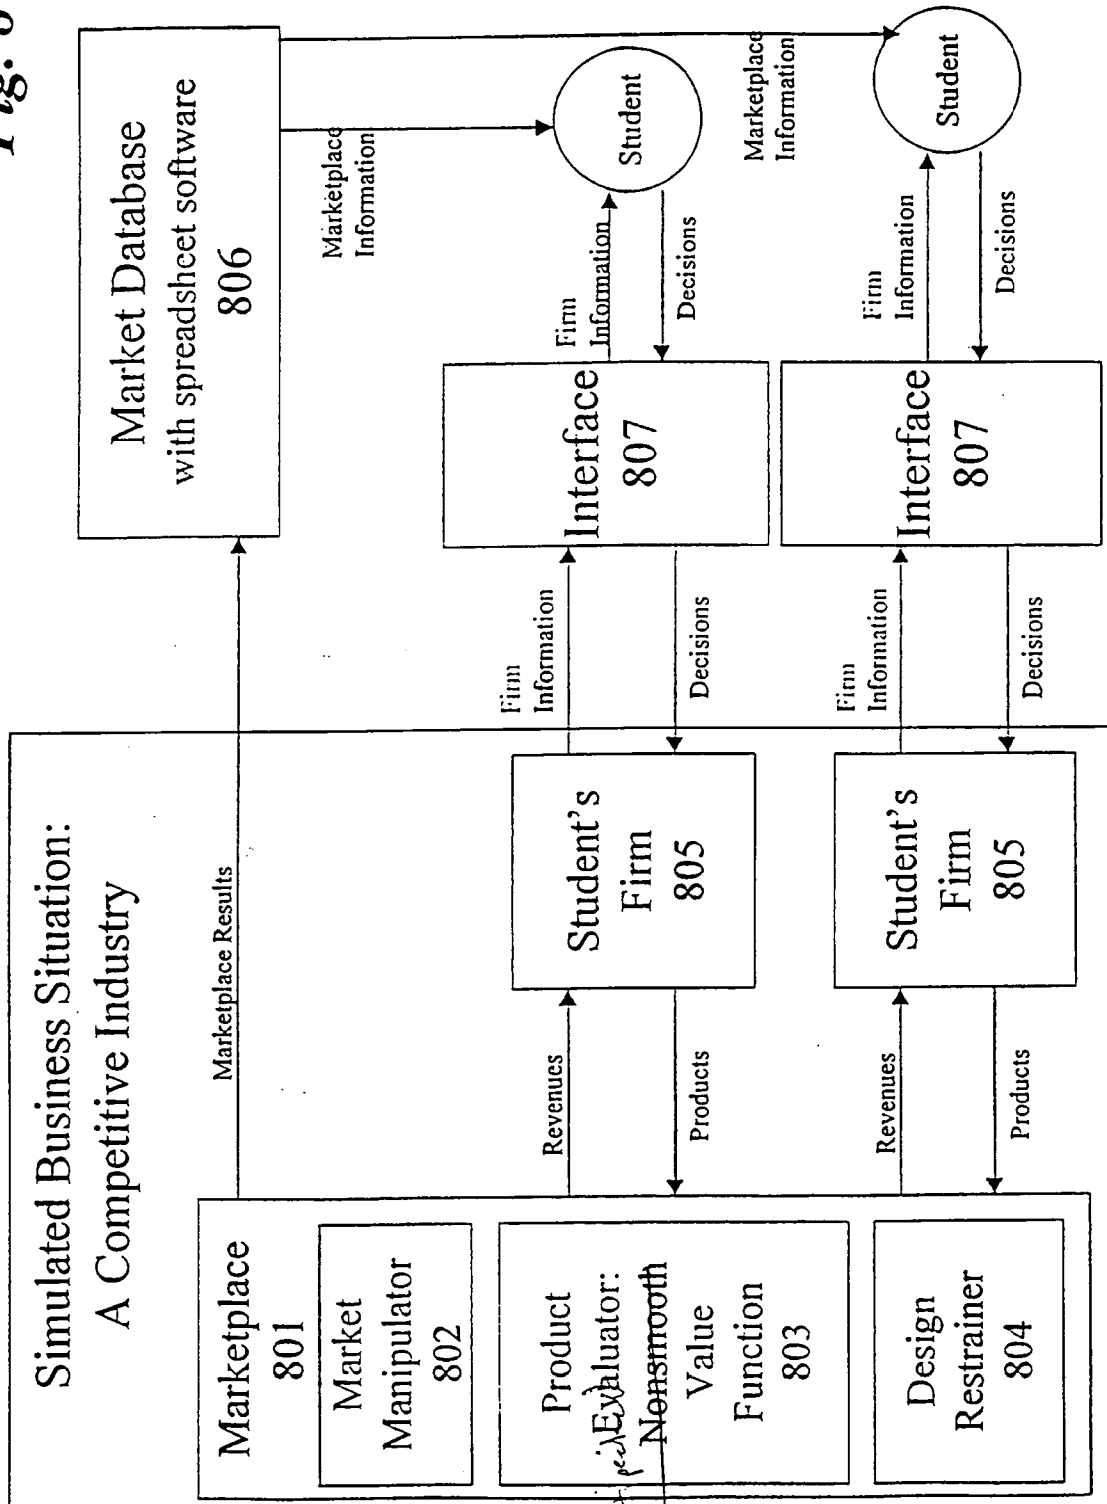 Fig. 8
Simulated Business Situation:
A Competitive Industry
Marketplace
801
Market
Manipulator
802
Product
Evaluator:
Nonsmooth
Value
Function
803
Design
Restrainer
804
Marketplace Results
Revenues
Products
Revenues
Products
Student's
Firm
805
Student's
Firm
805
Firm
Information
Decisions
Firm
Information
Decisions
Market Database
with spreadsheet software
806
Interface
807
Interface
807
Marketplace
Information
Firm
Information
Decisions
Student
Marketplace
Information
Firm
Information
Decisions
Student